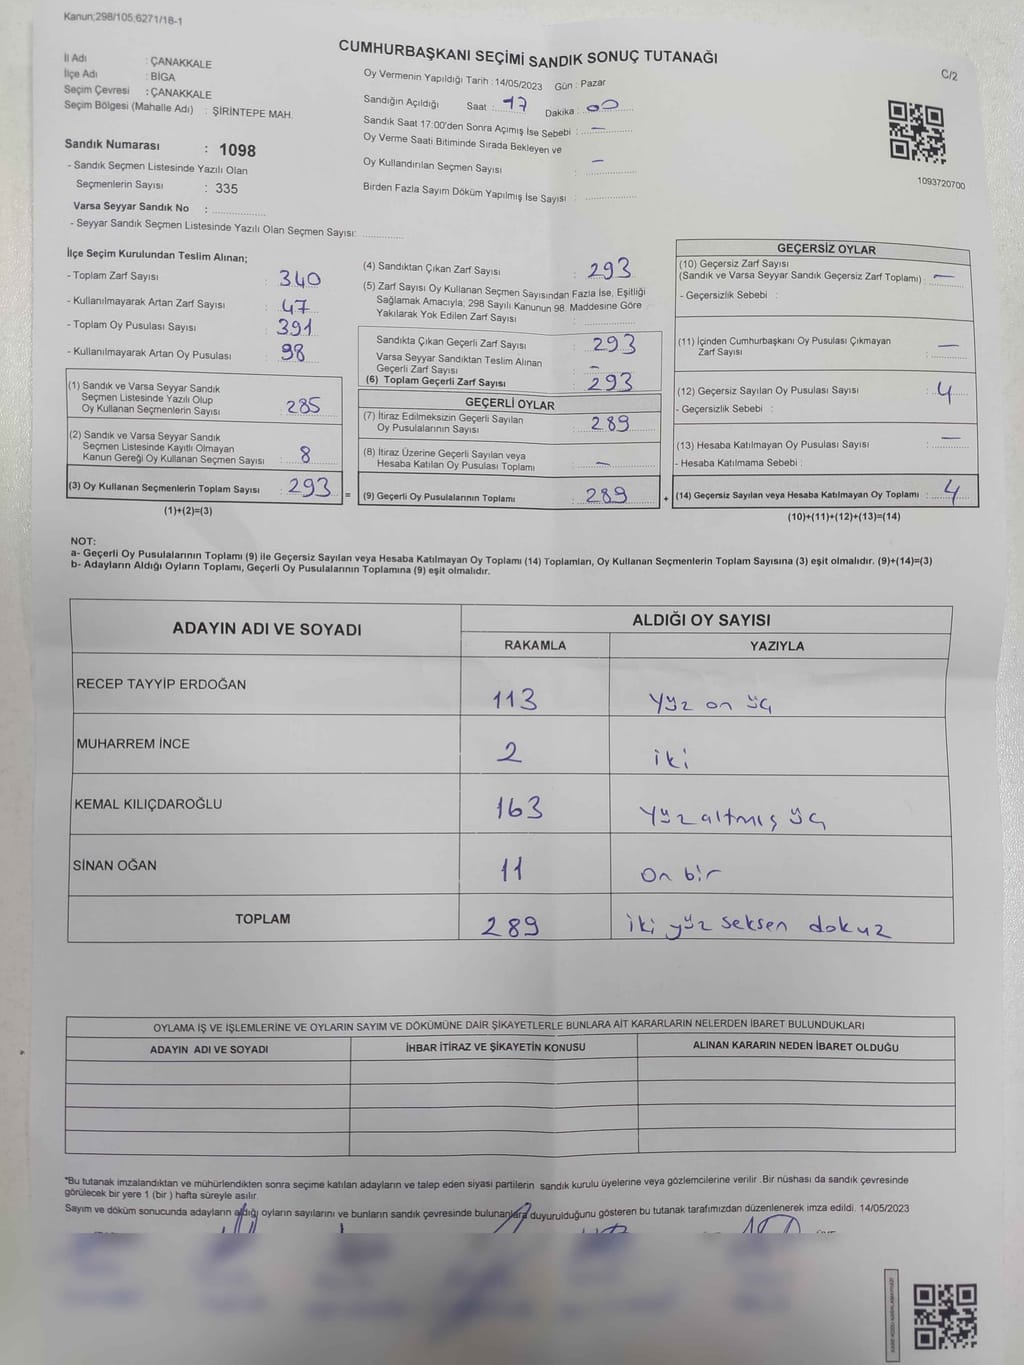 Kanun;298/105;6271/18-1
CUMHURBAŞKANI SEÇİMİ SANDIK SONUÇ TUTANAĞI
C/2
İl Adı : ÇANAKKALE
İlçe Adı : BİGA
Seçim Çevresi : ÇANAKKALE
Seçim Bölgesi (Mahalle Adı) : ŞİRİNTEPE MAH.
Sandık Numarası : 1098
- Sandık Seçmen Listesinde Yazılı Olan
Seçmenlerin Sayısı : 335
Varsa Seyyar Sandık No : ................
- Seyyar Sandık Seçmen Listesinde Yazılı Olan Seçmen Sayısı: ............
Oy Vermenin Yapıldığı Tarih : 14/05/2023 Gün : Pazar
Sandığın Açıldığı Saat : 17 Dakika : 00
Sandık Saat 17:00'den Sonra Açımış İse Sebebi : —
Oy Verme Saati Bitiminde Sırada Bekleyen ve
Oy Kullandırılan Seçmen Sayısı : —
Birden Fazla Sayım Döküm Yapılmış İse Sayısı : ................
1093720700
İlçe Seçim Kurulundan Teslim Alınan;
- Toplam Zarf Sayısı : 340
- Kullanılmayarak Artan Zarf Sayısı : 47
- Toplam Oy Pusulası Sayısı : 391
- Kullanılmayarak Artan Oy Pusulası : 98
(1) Sandık ve Varsa Seyyar Sandık
Seçmen Listesinde Yazılı Olup
Oy Kullanan Seçmenlerin Sayısı : 285
(2) Sandık ve Varsa Seyyar Sandık
Seçmen Listesinde Kayıtlı Olmayan
Kanun Gereği Oy Kullanan Seçmen Sayısı : 8
(3) Oy Kullanan Seçmenlerin Toplam Sayısı : 293 =
(1)+(2)=(3)
(4) Sandıktan Çıkan Zarf Sayısı : 293
(5) Zarf Sayısı Oy Kullanan Seçmen Sayısından Fazla İse, Eşitliği
Sağlamak Amacıyla, 298 Sayılı Kanunun 98. Maddesine Göre
Yakılarak Yok Edilen Zarf Sayısı : ................
Sandıkta Çıkan Geçerli Zarf Sayısı : 293
Varsa Seyyar Sandıktan Teslim Alınan
Geçerli Zarf Sayısı : —
(6) Toplam Geçerli Zarf Sayısı : 293
GEÇERLİ OYLAR
(7) İtiraz Edilmeksizin Geçerli Sayılan
Oy Pusulalarının Sayısı : 289
(8) İtiraz Üzerine Geçerli Sayılan veya
Hesaba Katılan Oy Pusulası Toplamı : —
(9) Geçerli Oy Pusulalarının Toplamı : 289 +
GEÇERSİZ OYLAR
(10) Geçersiz Zarf Sayısı
(Sandık ve Varsa Seyyar Sandık Geçersiz Zarf Toplamı) : —
- Geçersizlik Sebebi :
(11) İçinden Cumhurbaşkanı Oy Pusulası Çıkmayan
Zarf Sayısı : —
(12) Geçersiz Sayılan Oy Pusulası Sayısı : 4
- Geçersizlik Sebebi :
(13) Hesaba Katılmayan Oy Pusulası Sayısı : —
- Hesaba Katılmama Sebebi :
(14) Geçersiz Sayılan veya Hesaba Katılmayan Oy Toplamı : 4
(10)+(11)+(12)+(13)=(14)
NOT:
a- Geçerli Oy Pusulalarının Toplamı (9) ile Geçersiz Sayılan veya Hesaba Katılmayan Oy Toplamı (14) Toplamları, Oy Kullanan Seçmenlerin Toplam Sayısına (3) eşit olmalıdır. (9)+(14)=(3)
b- Adayların Aldığı Oyların Toplamı, Geçerli Oy Pusulalarının Toplamına (9) eşit olmalıdır.
ADAYIN ADI VE SOYADI ALDIĞI OY SAYISI
RAKAMLA YAZIYLA
RECEP TAYYİP ERDOĞAN 113 Yüz on üç
MUHARREM İNCE 2 iki
KEMAL KILIÇDAROĞLU 163 Yüz altmış üç
SİNAN OĞAN 11 On bir
TOPLAM 289 iki yüz seksen dokuz
OYLAMA İŞ VE İŞLEMLERİNE VE OYLARIN SAYIM VE DÖKÜMÜNE DAİR ŞİKAYETLERLE BUNLARA AİT KARARLARIN NELERDEN İBARET BULUNDUKLARI
ADAYIN ADI VE SOYADI İHBAR İTİRAZ VE ŞİKAYETİN KONUSU ALINAN KARARIN NEDEN İBARET OLDUĞU
*Bu tutanak imzalandıktan ve mühürlendikten sonra seçime katılan adayların ve talep eden siyasi partilerin sandık kurulu üyelerine veya gözlemcilerine verilir. Bir nüshası da sandık çevresinde
görülecek bir yere 1 (bir ) hafta süreyle asılır.
Sayım ve döküm sonucunda adayların aldığı oyların sayılarını ve bunların sandık çevresinde bulunanlara duyurulduğunu gösteren bu tutanak tarafımızdan düzenlenerek imza edildi. 14/05/2023